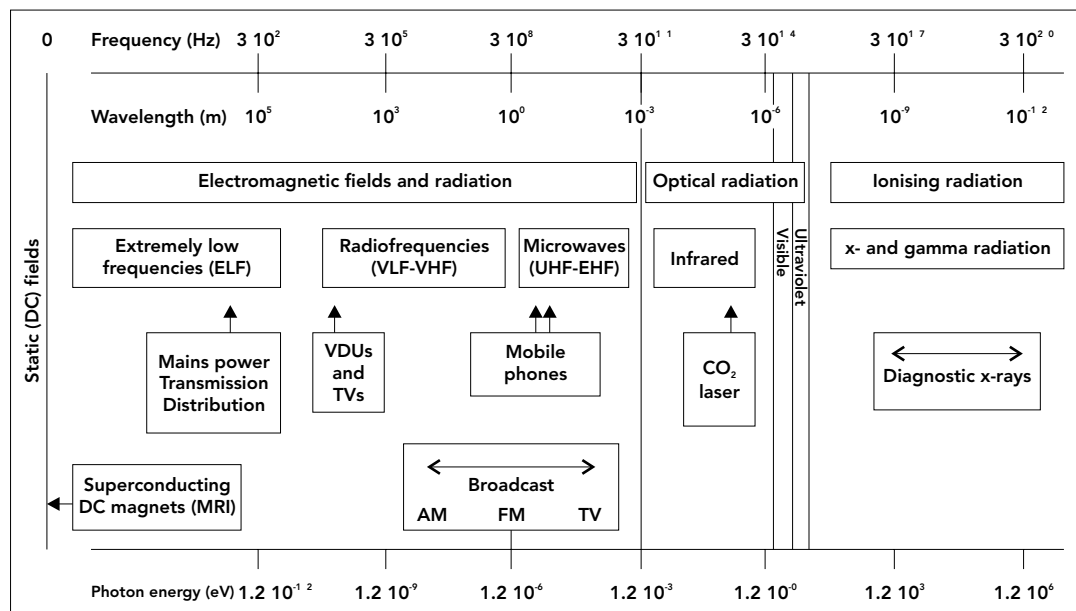 0 Frequency (Hz) 3 10² 3 10⁵ 3 10⁸ 3 10¹¹ 3 10¹⁴ 3 10¹⁷ 3 10²⁰
Wavelength (m) 10⁵ 10³ 10⁰ 10⁻³ 10⁻⁶ 10⁻⁹ 10⁻¹²
Electromagnetic fields and radiation
Optical radiation
Ionising radiation
Static (DC) fields
Extremely low
frequencies (ELF)
Radiofrequencies
(VLF-VHF)
Microwaves
(UHF-EHF)
Infrared
Visible
Ultraviolet
x- and gamma radiation
Mains power
Transmission
Distribution
VDUs
and
TVs
Mobile
phones
CO₂
laser
Diagnostic x-rays
Superconducting
DC magnets (MRI)
Broadcast
AM FM TV
Photon energy (eV) 1.2 10⁻¹² 1.2 10⁻⁹ 1.2 10⁻⁶ 1.2 10⁻³ 1.2 10⁻⁰ 1.2 10³ 1.2 10⁶